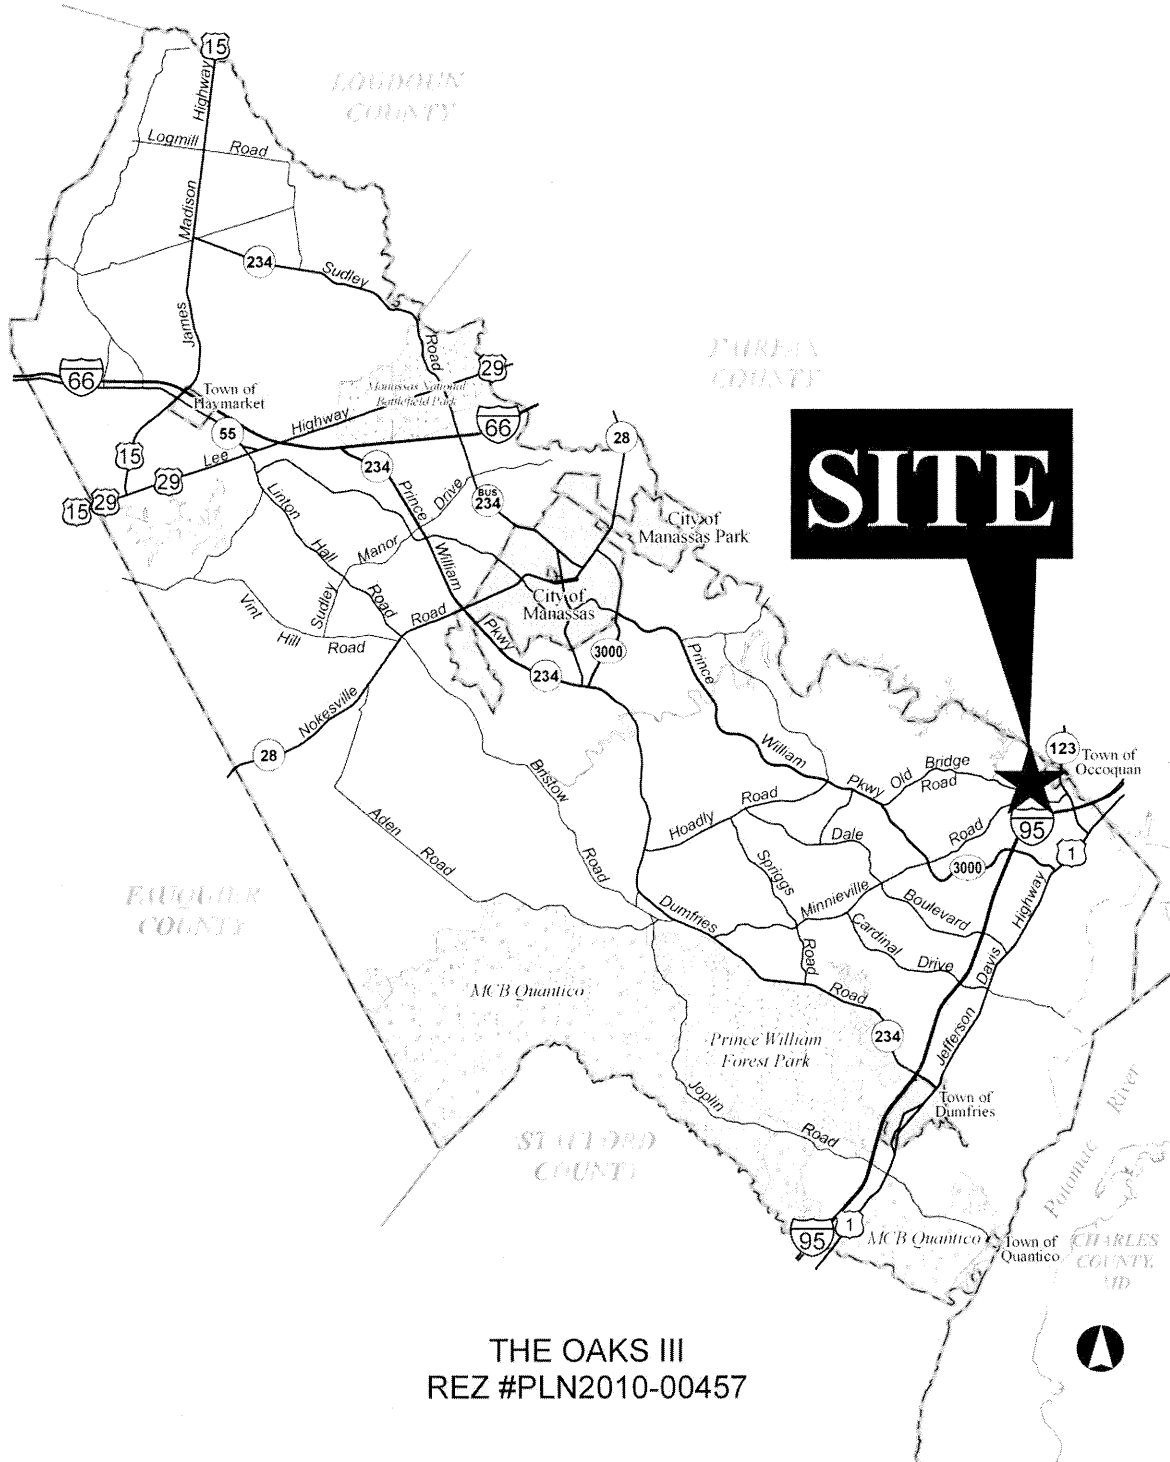 15
LOUDOUN
COUNTY
Highway
Logmill Road
Madison
234
Sudley
James
Road
29
FAIRFAX
COUNTY
66
Town of
Haymarket
Manassas National
Battlefield Park
Highway
66
55
28
Lee
15
234
SITE
29
29
15
Linton
Prince
Drive
BUS
234
City of
Manassas Park
Hall
Manor
William
Vint
Sudley
Road
Road
City of
Manassas
Hill
Road
Pkwy
3000
Prince
234
Nokesville
28
William
123
Town of
Occoquan
Old Bridge
Road
Pkwy
Bristow
Road
Hoadly
Aden
Dale
Road
95
1
Road
Spriggs
3000
Road
FAUQUIER
COUNTY
Minnieville
Boulevard
Highway
Dumfries
Cardinal
Drive
Road
Davis
MCB Quantico
Road
Prince William
Forest Park
234
Jefferson
Joplin
Town of
Dumfries
River
Road
STAFFORD
COUNTY
Potomac
95
1
MCB Quantico
Town of
Quantico
CHARLES
COUNTY,
MD
THE OAKS III
REZ #PLN2010-00457